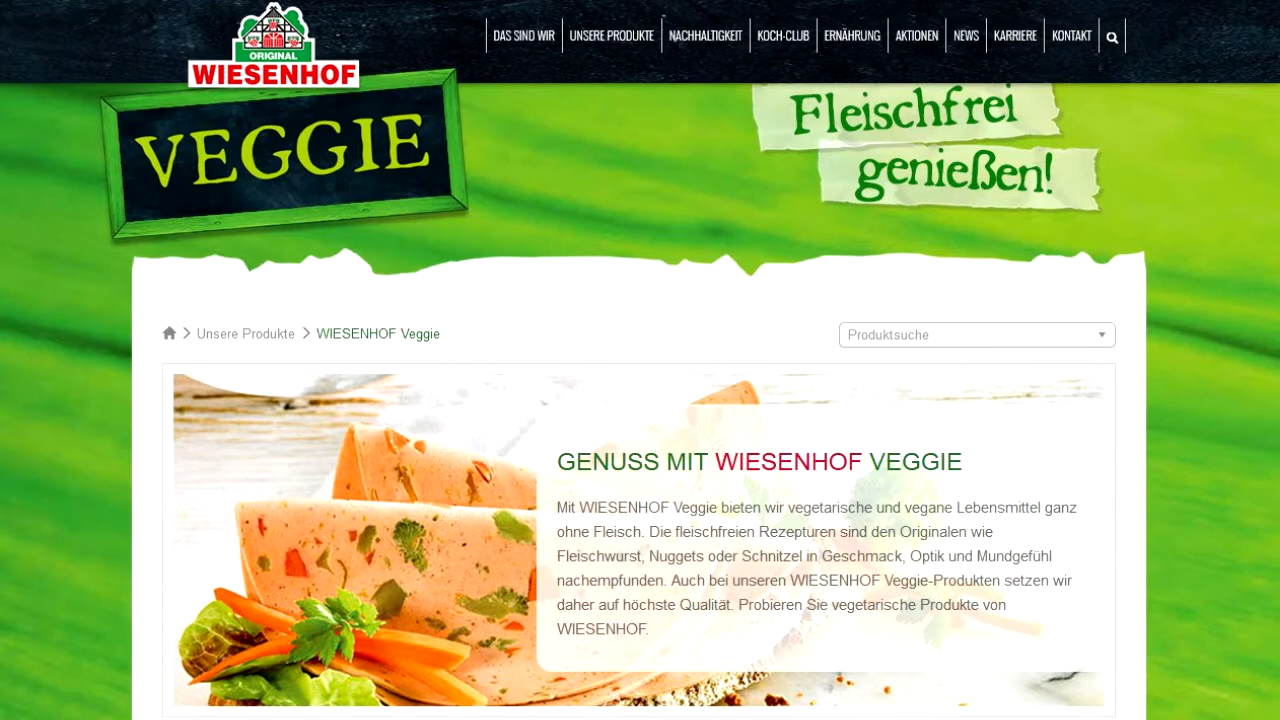 ORIGINAL
WIESENHOF
DAS SIND WIR
UNSERE PRODUKTE
NACHHALTIGKEIT
KOCH-CLUB
ERNÄHRUNG
AKTIONEN
NEWS
KARRIERE
KONTAKT
VEGGIE
Fleischfrei
genießen!
Unsere Produkte
WIESENHOF Veggie
Produktsuche
GENUSS MIT WIESENHOF VEGGIE
Mit WIESENHOF Veggie bieten wir vegetarische und vegane Lebensmittel ganz
ohne Fleisch. Die fleischfreien Rezepturen sind den Originalen wie
Fleischwurst, Nuggets oder Schnitzel in Geschmack, Optik und Mundgefühl
nachempfunden. Auch bei unseren WIESENHOF Veggie-Produkten setzen wir
daher auf höchste Qualität. Probieren Sie vegetarische Produkte von
WIESENHOF.